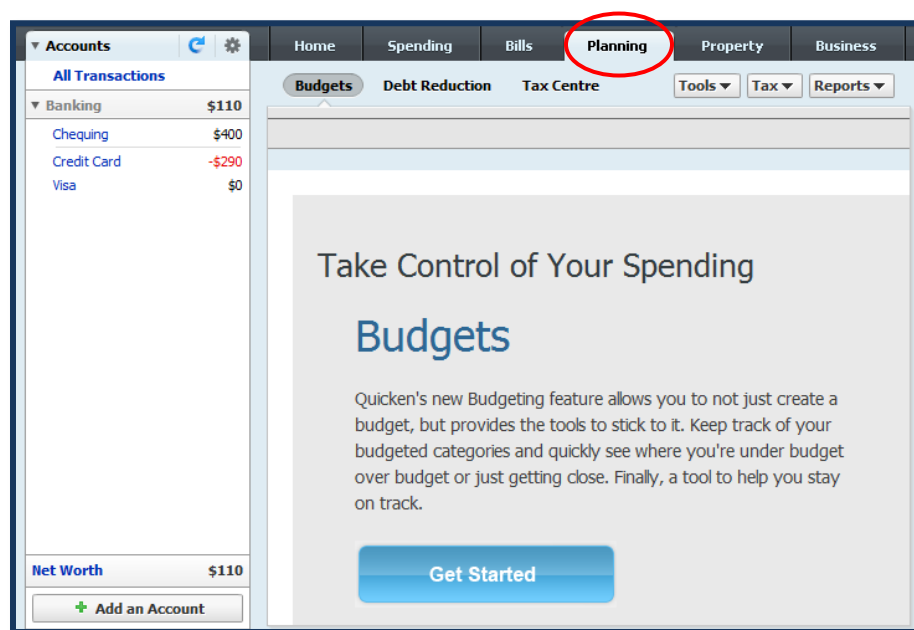 Accounts
Home Spending Bills Planning Property Business
All Transactions
Budgets Debt Reduction Tax Centre Tools Tax Reports
Banking $110
Chequing $400
Credit Card -$290
Visa $0
Take Control of Your Spending
Budgets
Quicken's new Budgeting feature allows you to not just create a
budget, but provides the tools to stick to it. Keep track of your
budgeted categories and quickly see where you're under budget
over budget or just getting close. Finally, a tool to help you stay
on track.
Get Started
Net Worth $110
Add an Account